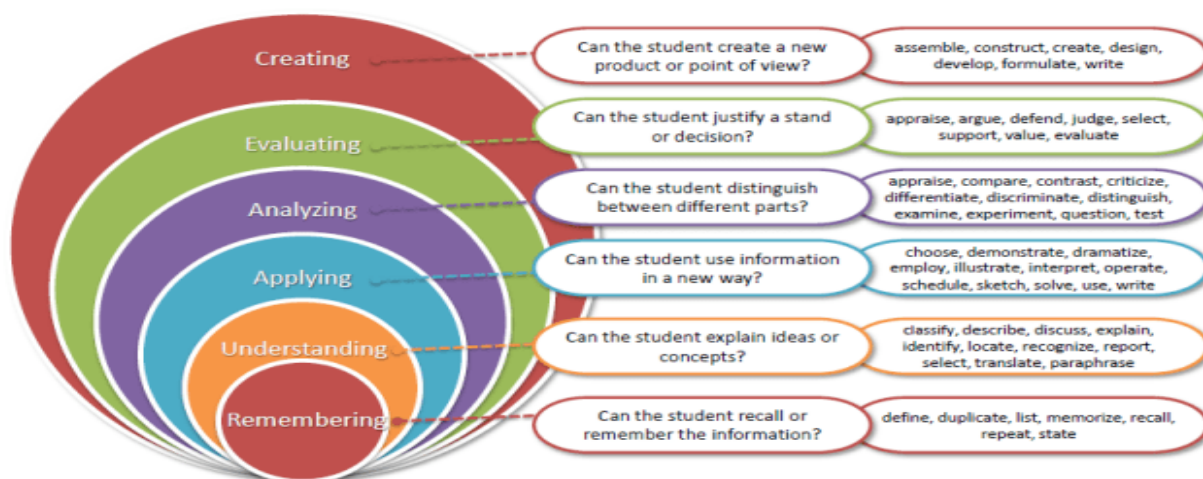 Creating
Can the student create a new
product or point of view?
assemble, construct, create, design,
develop, formulate, write
Evaluating
Can the student justify a stand
or decision?
appraise, argue, defend, judge, select,
support, value, evaluate
Analyzing
Can the student distinguish
between different parts?
appraise, compare, contrast, criticize,
differentiate, discriminate, distinguish,
examine, experiment, question, test
Applying
Can the student use information
in a new way?
choose, demonstrate, dramatize,
employ, illustrate, interpret, operate,
schedule, sketch, solve, use, write
Understanding
Can the student explain ideas or
concepts?
classify, describe, discuss, explain,
identify, locate, recognize, report,
select, translate, paraphrase
Remembering
Can the student recall or
remember the information?
define, duplicate, list, memorize, recall,
repeat, state